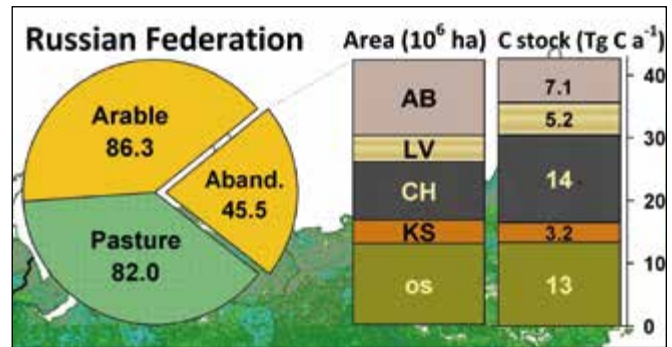 Russian Federation
Area (10⁶ ha)
C stock (Tg C a⁻¹)
Arable
86.3
Aband.
45.5
Pasture
82.0
AB
LV
CH
KS
os
7.1
5.2
14
3.2
13
40
30
20
10
0